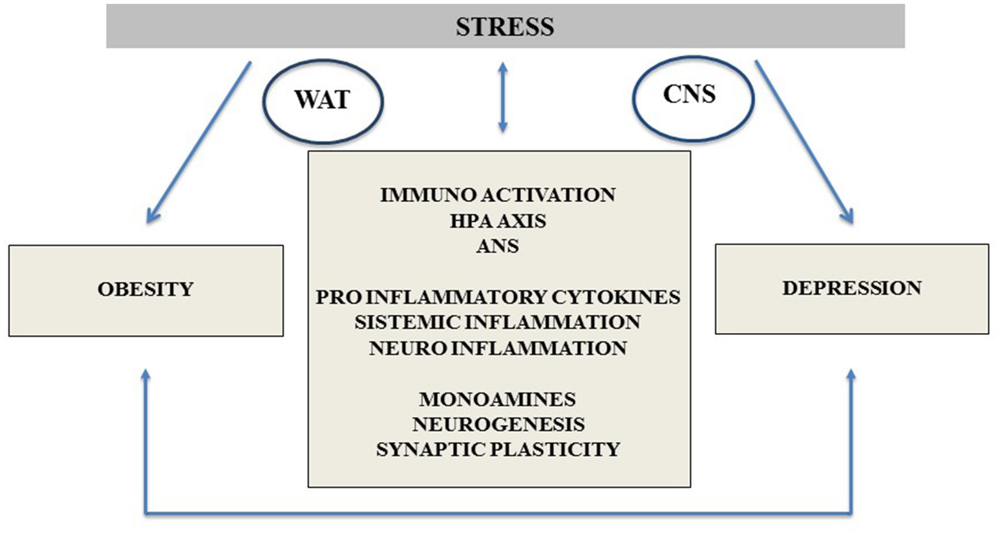 STRESS
WAT
CNS
IMMUNO ACTIVATION
HPA AXIS
ANS
PRO INFLAMMATORY CYTOKINES
SISTEMIC INFLAMMATION
NEURO INFLAMMATION
MONOAMINES
NEUROGENESIS
SYNAPTIC PLASTICITY
OBESITY
DEPRESSION